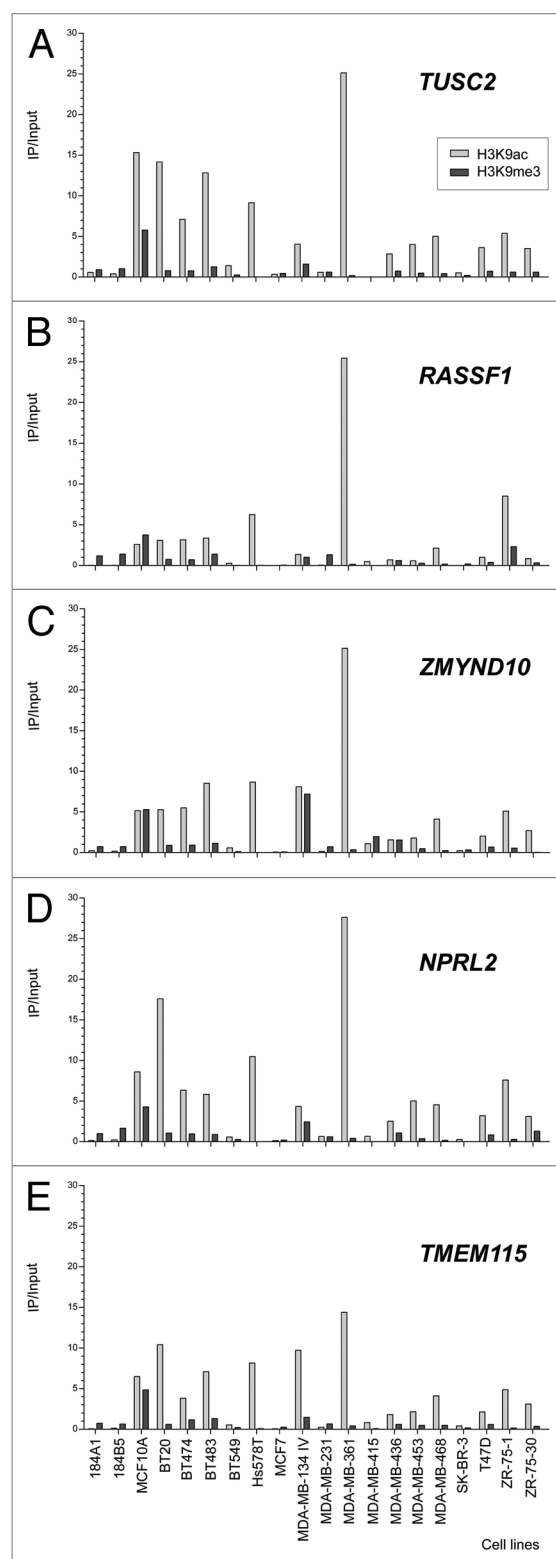 A
TUSC2
IP/Input
30
25
20
15
10
5
0
H3K9ac
H3K9me3
B
RASSF1
IP/Input
30
25
20
15
10
5
0
C
ZMYND10
IP/Input
30
25
20
15
10
5
0
D
NPRL2
IP/Input
30
25
20
15
10
5
0
E
TMEM115
IP/Input
30
25
20
15
10
5
0
184A1
184B5
MCF10A
BT20
BT474
BT483
BT549
Hs578T
MCF7
MDA-MB-134 IV
MDA-MB-231
MDA-MB-361
MDA-MB-415
MDA-MB-436
MDA-MB-453
MDA-MB-468
SK-BR-3
T47D
ZR-75-1
ZR-75-30
Cell lines